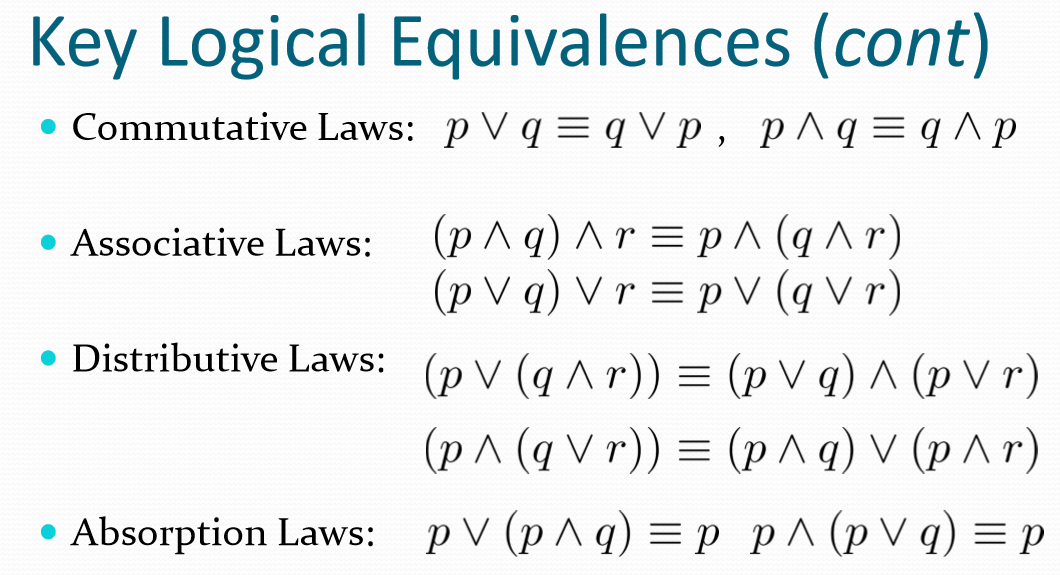 Key Logical Equivalences (cont)
• Commutative Laws: p ∨ q ≡ q ∨ p , p ∧ q ≡ q ∧ p
• Associative Laws: (p ∧ q) ∧ r ≡ p ∧ (q ∧ r)
(p ∨ q) ∨ r ≡ p ∨ (q ∨ r)
• Distributive Laws: (p ∨ (q ∧ r)) ≡ (p ∨ q) ∧ (p ∨ r)
(p ∧ (q ∨ r)) ≡ (p ∧ q) ∨ (p ∧ r)
• Absorption Laws: p ∨ (p ∧ q) ≡ p p ∧ (p ∨ q) ≡ p